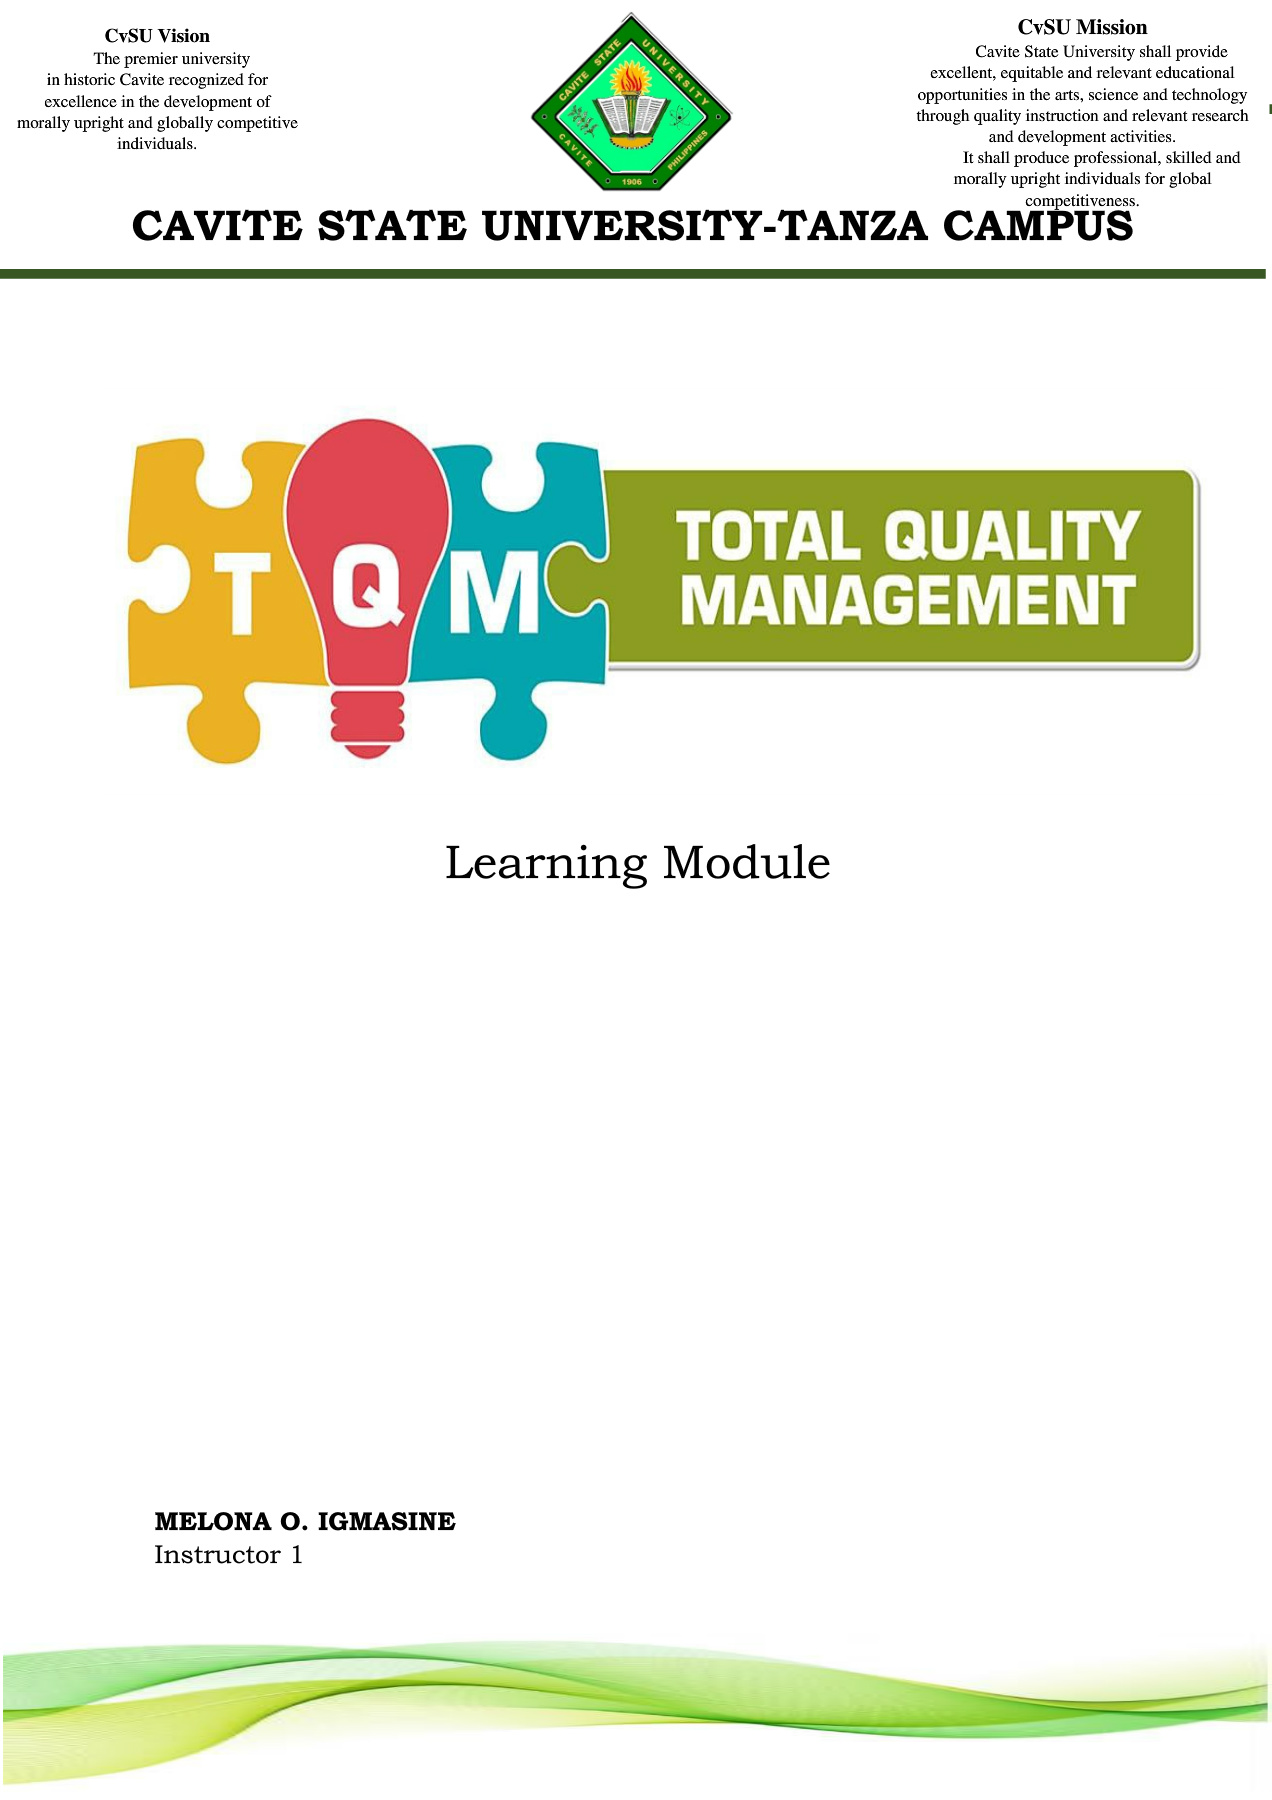 CvSU Vision
The premier university
in historic Cavite recognized for
excellence in the development of
morally upright and globally competitive
individuals.
CAVITE STATE UNIVERSITY
CAVITE PHILIPPINES
1906
CvSU Mission
Cavite State University shall provide
excellent, equitable and relevant educational
opportunities in the arts, science and technology
through quality instruction and relevant research
and development activities.
It shall produce professional, skilled and
morally upright individuals for global
competitiveness.
CAVITE STATE UNIVERSITY-TANZA CAMPUS
TQM
TOTAL QUALITY
MANAGEMENT
Learning Module
MELONA O. IGMASINE
Instructor 1